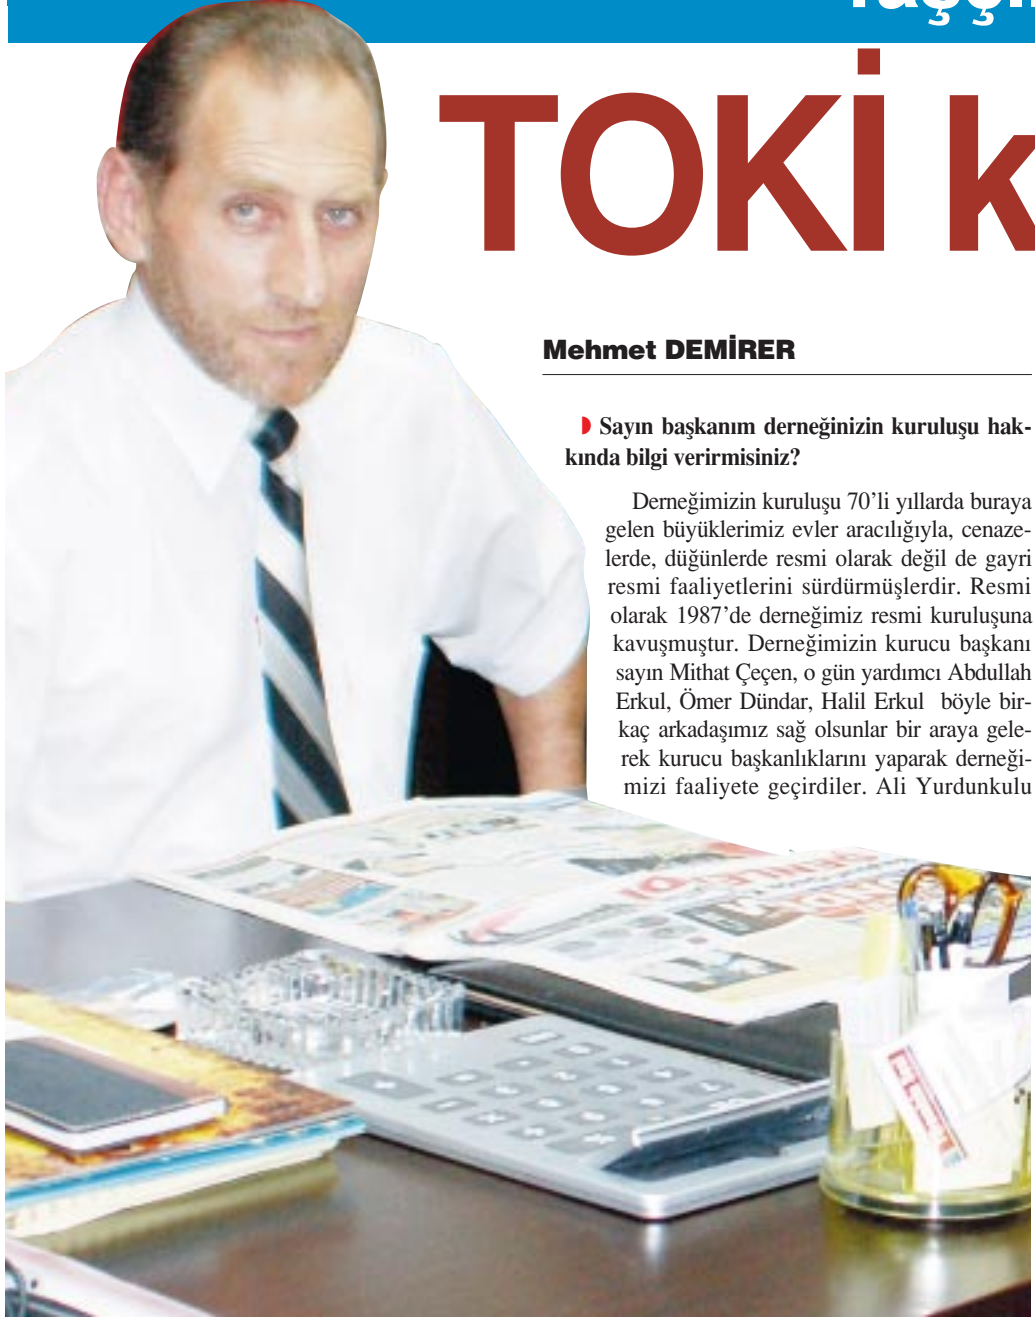 TOKİ k
Mehmet DEMİRER
Sayın başkanım derneğinizin kuruluşu hak-
kında bilgi verirmisiniz?
Derneğimizin kuruluşu 70'li yıllarda buraya
gelen büyüklerimiz evler aracılığıyla, cenaze-
lerde, düğünlerde resmi olarak değil de gayri
resmi faaliyetlerini sürdürmüşlerdir. Resmi
olarak 1987'de derneğimiz resmi kuruluşuna
kavuşmuştur. Derneğimizin kurucu başkanı
sayın Mithat Çeçen, o gün yardımcı Abdullah
Erkul, Ömer Dündar, Halil Erkul böyle bir-
kaç arkadaşımız sağ olsunlar bir araya gele-
rek kurucu başkanlıklarını yaparak derneği-
mizi faaliyete geçirdiler. Ali Yurdunkulu